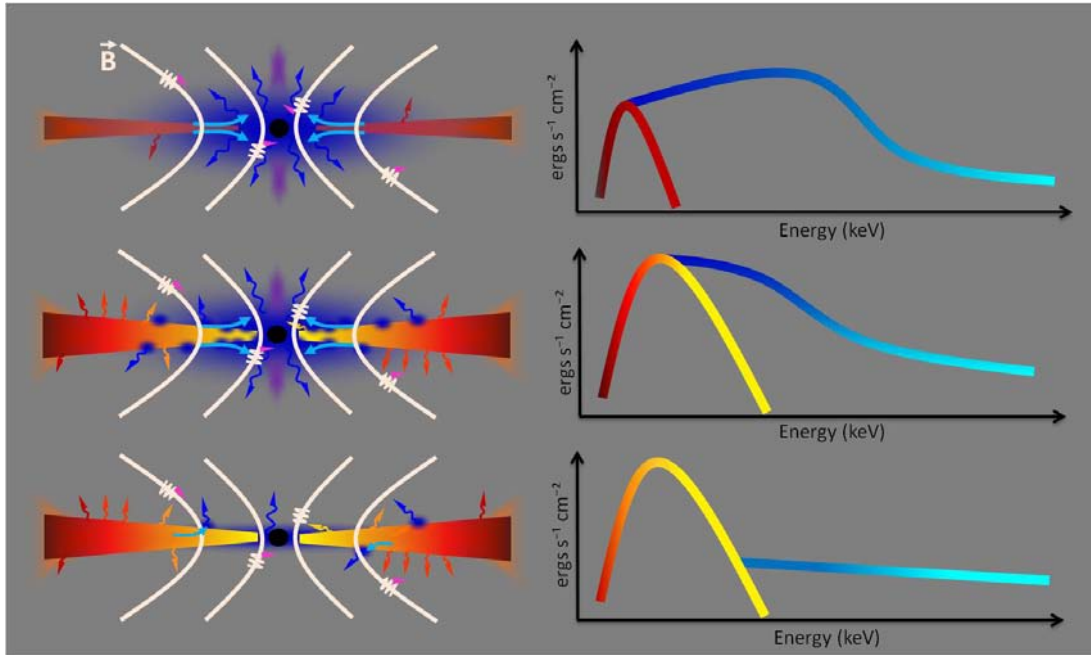 B
ergs s⁻¹ cm⁻²
Energy (keV)
ergs s⁻¹ cm⁻²
Energy (keV)
ergs s⁻¹ cm⁻²
Energy (keV)